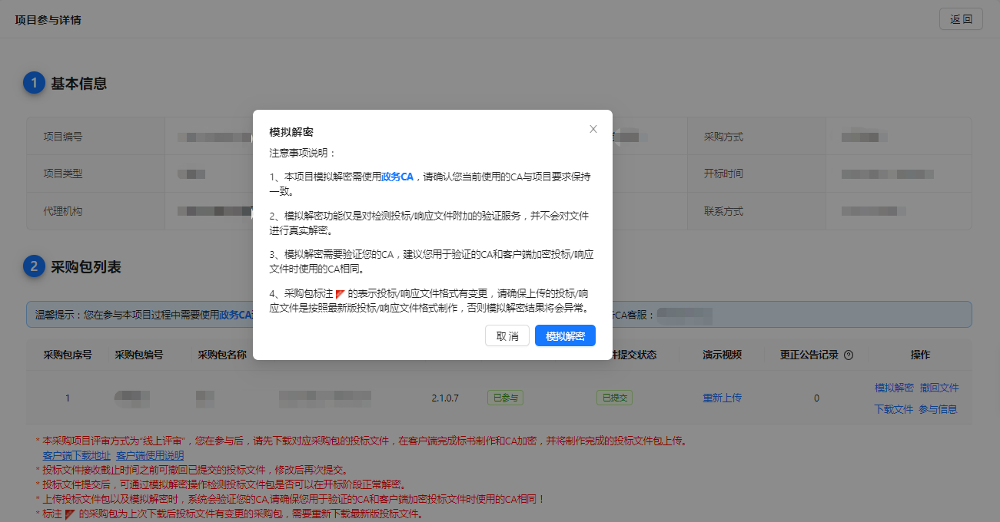 项目参与详情
返 回
1 基本信息
项目编号
采购方式
项目类型
开标时间
代理机构
联系方式
模拟解密
注意事项说明：
1、本项目模拟解密需使用政务CA，请确认您当前使用的CA与项目要求保持
一致。
2、模拟解密功能仅是对检测投标/响应文件附加的验证服务，并不会对文件
进行真实解密。
3、模拟解密需要验证您的CA，建议您用于验证的CA和客户端加密投标/响应
文件时使用的CA相同。
4、采购包标注 的表示投标/响应文件格式有变更，请确保上传的投标/响
应文件是按照最新版投标/响应文件格式制作，否则模拟解密结果将会异常。
取 消
模拟解密
2 采购包列表
温馨提示：您在参与本项目过程中需要使用政务CA
CA客服：
采购包序号 采购包编号 采购包名称 件提交状态 演示视频 更正公告记录 操作
1 2.1.0.7 已参与 已提交 重新上传 0 模拟解密 撤回文件
下载文件 参与信息
* 本采购项目评审方式为“线上评审”，您在参与后，请先下载对应采购包的投标文件，在客户端完成标书制作和CA加密，并将制作完成的投标文件包上传。
客户端下载地址 客户端使用说明
* 投标文件接收截止时间之前可撤回已提交的投标文件，修改后再次提交。
* 投标文件提交后，可通过模拟解密操作检测投标文件包是否可以在开标阶段正常解密。
* 上传投标文件包以及模拟解密时，系统会验证您的CA,请确保您用于验证的CA和客户端加密投标文件时使用的CA相同！
* 标注 的采购包为上次下载后投标文件有变更的采购包，需要重新下载最新版投标文件。